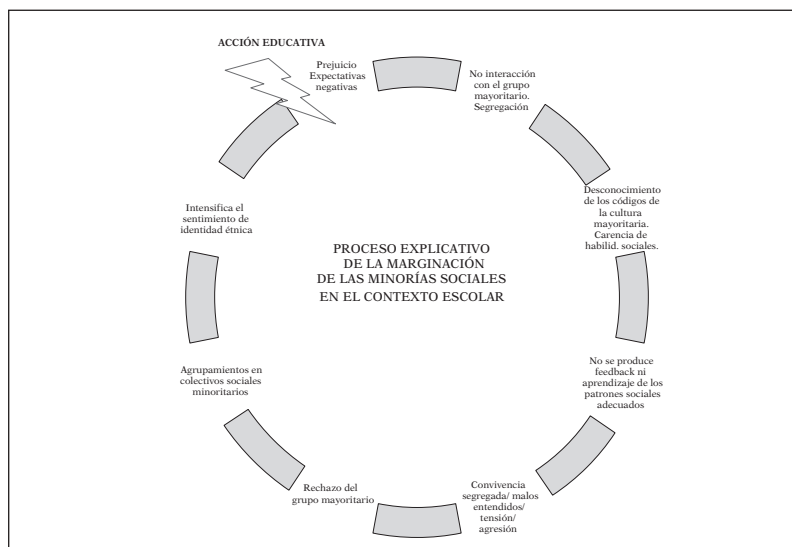 ACCIÓN EDUCATIVA
Prejuicio
Expectativas
negativas
No interacción
con el grupo
mayoritario.
Segregación
Desconocimiento
de los códigos de
la cultura
mayoritaria.
Carencia de
habilid. sociales.
No se produce
feedback ni
aprendizaje de los
patrones sociales
adecuados
Convivencia
segregada/ malos
entendidos/
tensión/
agresión
Rechazo del
grupo mayoritario
Agrupamientos en
colectivos sociales
minoritarios
Intensifica el
sentimiento de
identidad étnica
PROCESO EXPLICATIVO
DE LA MARGINACIÓN
DE LAS MINORÍAS SOCIALES
EN EL CONTEXTO ESCOLAR